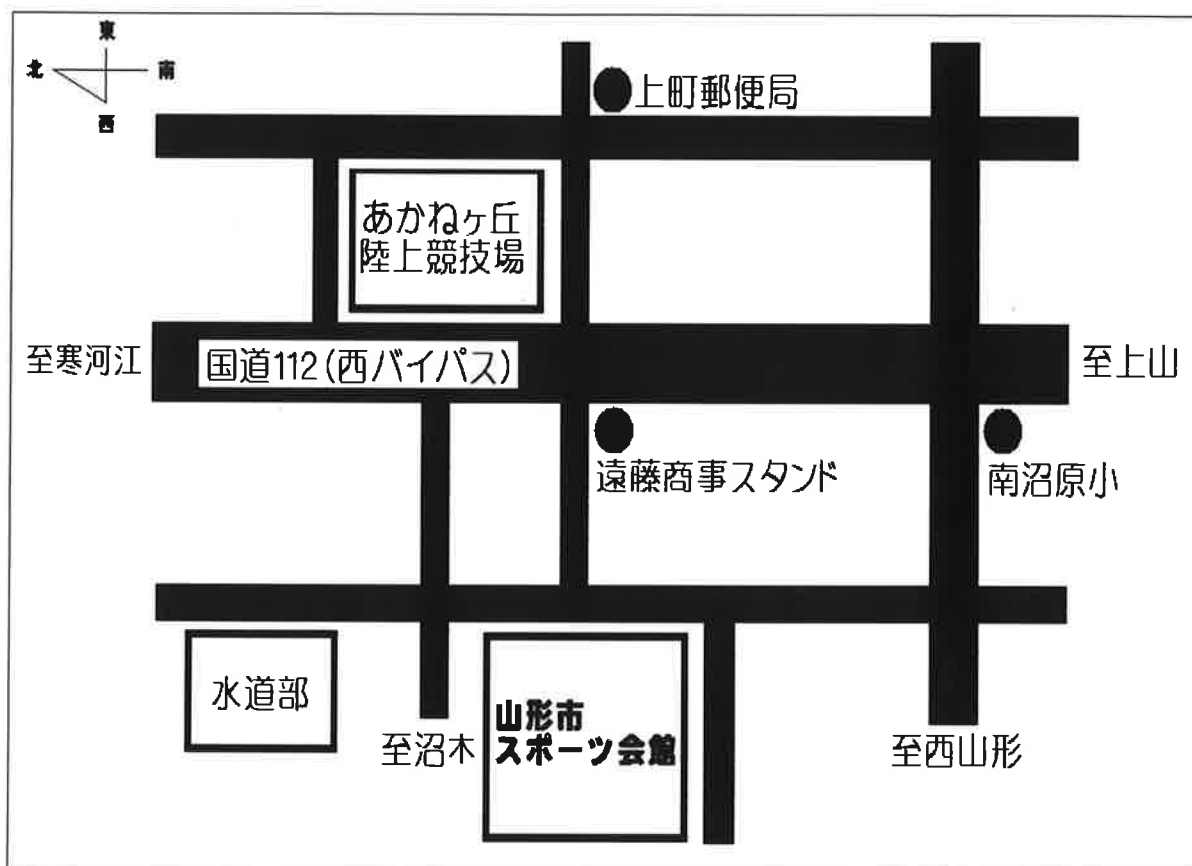 東
北
南
西
上町郵便局
あかねヶ丘
陸上競技場
至寒河江
国道112(西バイパス)
至上山
遠藤商事スタンド
南沼原小
水道部
山形市
スポーツ会館
至沼木
至西山形